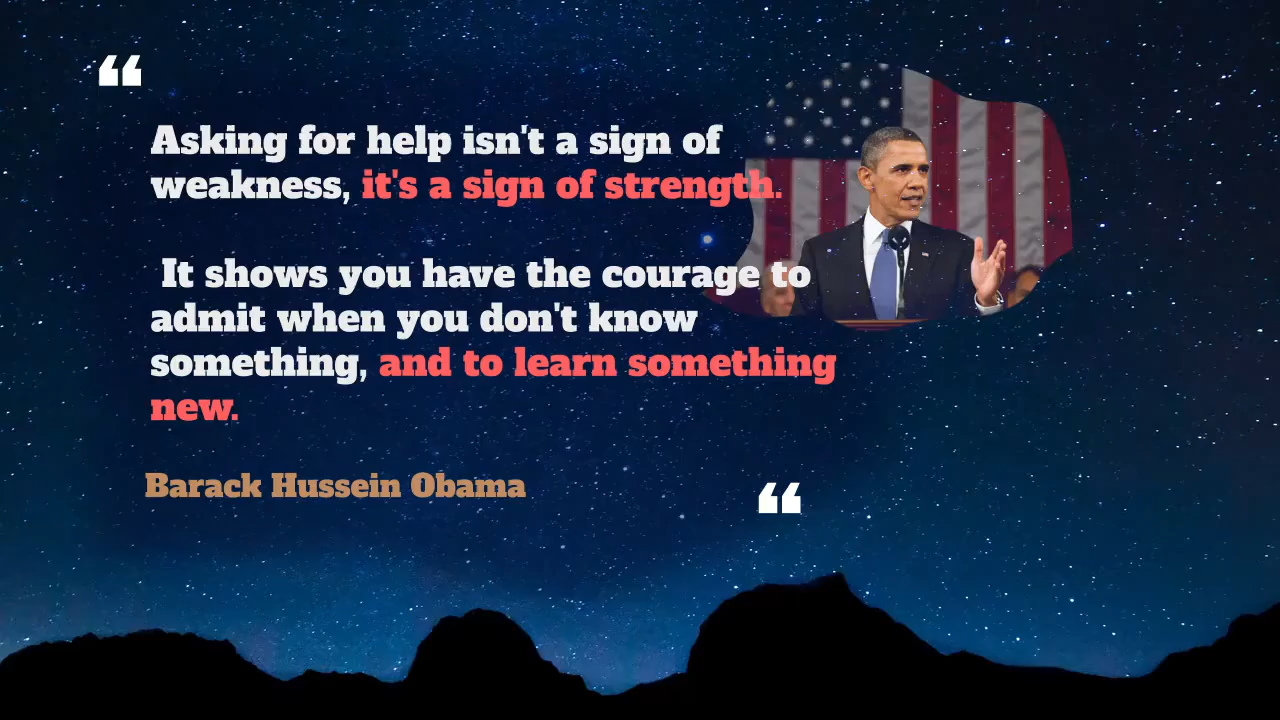 ❝
Asking for help isn't a sign of
weakness, it's a sign of strength.
It shows you have the courage to
admit when you don't know
something, and to learn something
new.
Barack Hussein Obama
❝